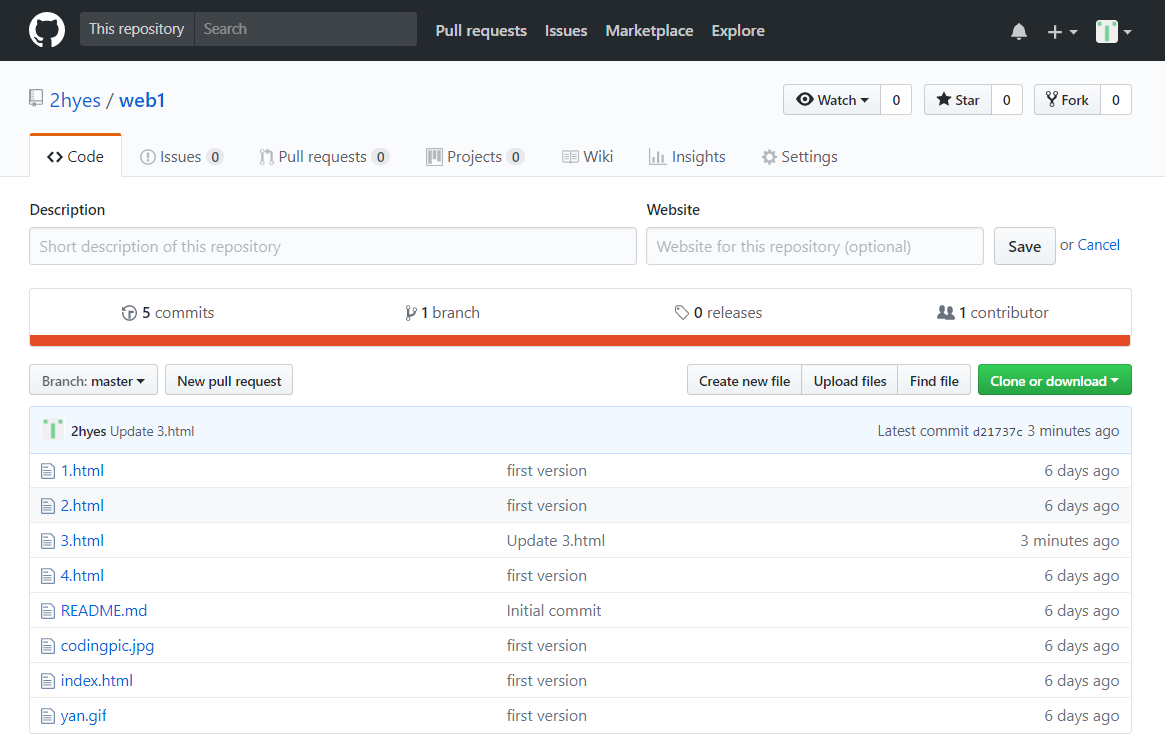 This repository Search Pull requests Issues Marketplace Explore
2hyes / web1 Watch 0 Star 0 Fork 0
Code Issues 0 Pull requests 0 Projects 0 Wiki Insights Settings
Description Website
Short description of this repository Website for this repository (optional) Save or Cancel
5 commits 1 branch 0 releases 1 contributor
Branch: master New pull request Create new file Upload files Find file Clone or download
2hyes Update 3.html Latest commit d21737c 3 minutes ago
1.html first version 6 days ago
2.html first version 6 days ago
3.html Update 3.html 3 minutes ago
4.html first version 6 days ago
README.md Initial commit 6 days ago
codingpic.jpg first version 6 days ago
index.html first version 6 days ago
yan.gif first version 6 days ago